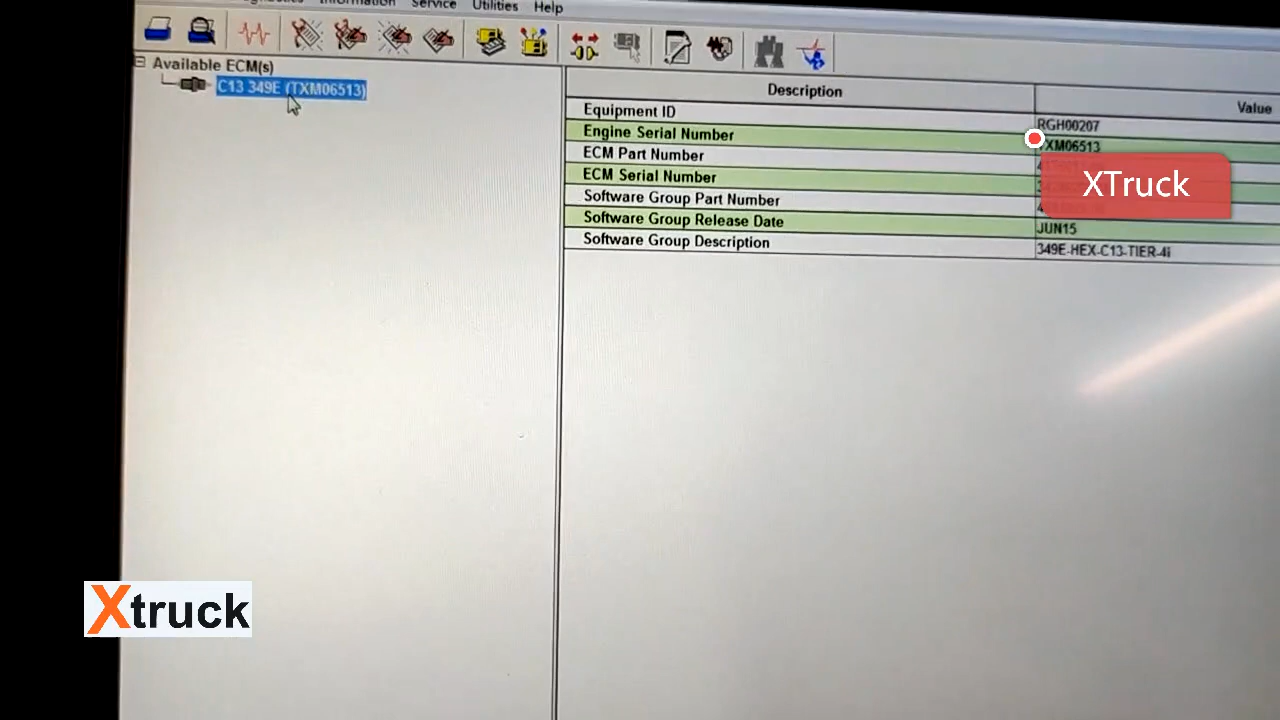 Information Service Utilities Help
Available ECM(s)
C13 349E (TXM06513)
Description Value
Equipment ID RGH00207
Engine Serial Number TXM06513
ECM Part Number
ECM Serial Number
Software Group Part Number
Software Group Release Date JUN15
Software Group Description 349E-HEX-C13-TIER-4i
XTruck
Xtruck